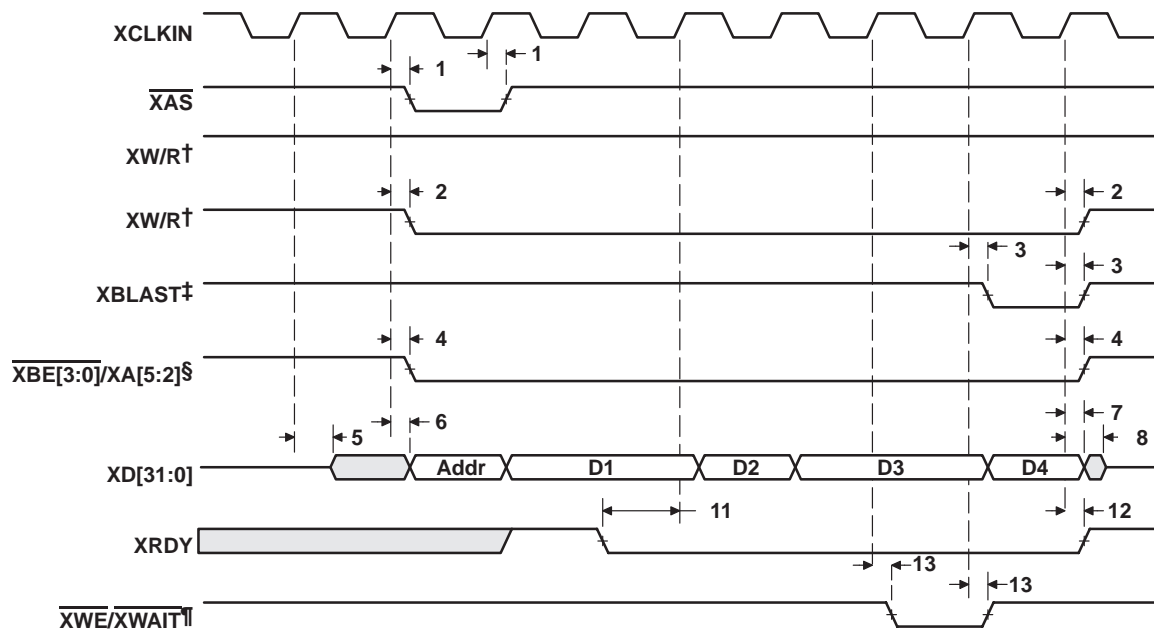 XCLKIN
1
1
XAS
XW/R†
2
2
XW/R†
3
3
XBLAST‡
4
4
XBE[3:0]/XA[5:2]§
6
7
5
8
XD[31:0]
Addr
D1
D2
D3
D4
11
12
XRDY
13
13
XWE/XWAIT¶